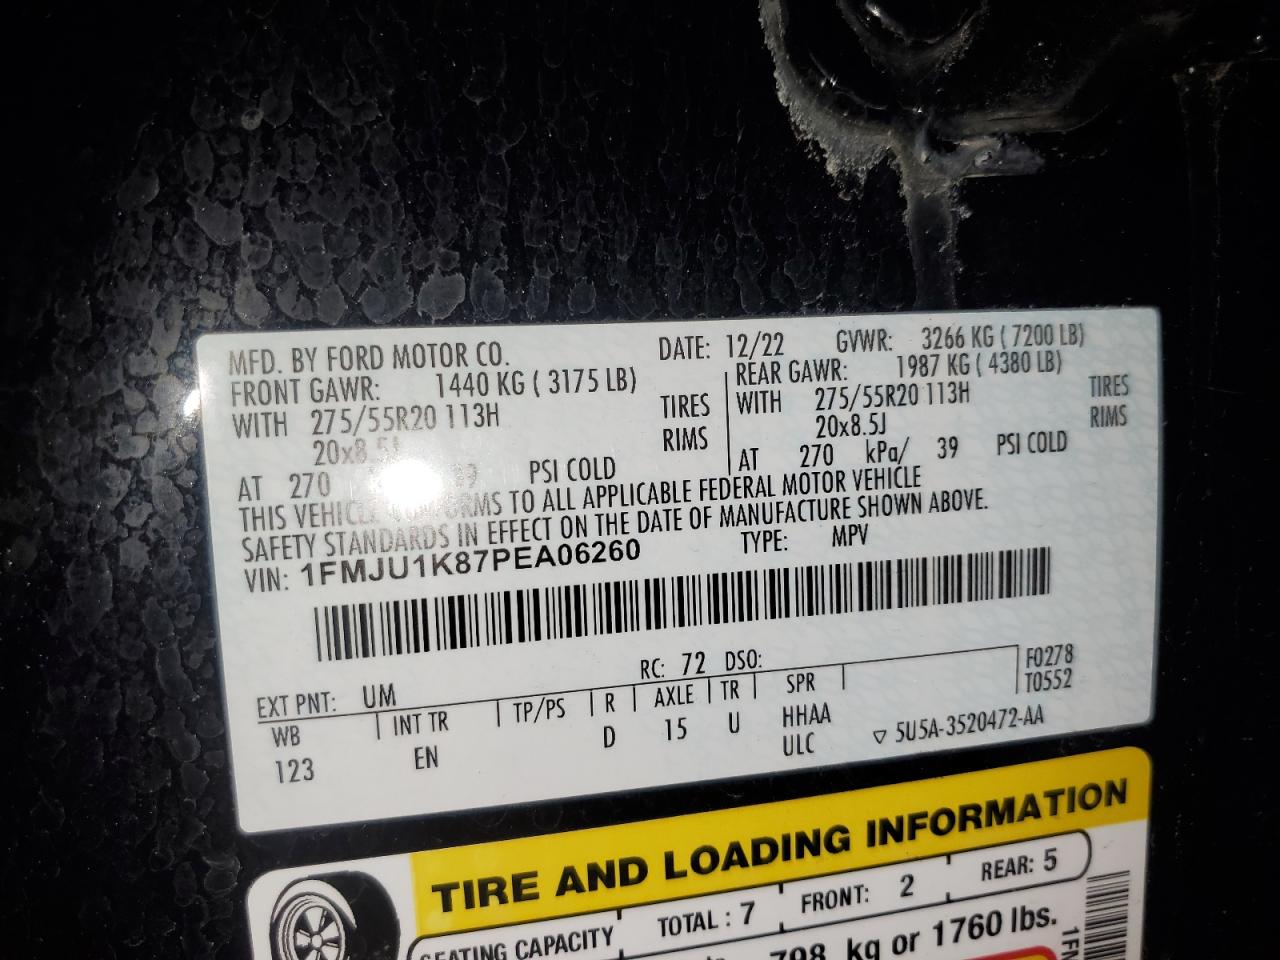 MFD. BY FORD MOTOR CO. DATE: 12/22 GVWR: 3266 KG ( 7200 LB)
FRONT GAWR: 1440 KG ( 3175 LB) REAR GAWR: 1987 KG ( 4380 LB)
WITH 275/55R20 113H TIRES WITH 275/55R20 113H TIRES
20x8.5J RIMS 20x8.5J RIMS
AT 270 39 PSI COLD AT 270 kPa/ 39 PSI COLD
THIS VEHICLE CONFORMS TO ALL APPLICABLE FEDERAL MOTOR VEHICLE
SAFETY STANDARDS IN EFFECT ON THE DATE OF MANUFACTURE SHOWN ABOVE.
VIN: 1FMJU1K87PEA06260 TYPE: MPV
EXT PNT: UM RC: 72 DSO: F0278
WB INT TR TP/PS R AXLE TR SPR T0552
123 EN D 15 U HHAA
ULC ▽ 5U5A-3520472-AA
TIRE AND LOADING INFORMATION
SEATING CAPACITY TOTAL : 7 FRONT: 2 REAR: 5
798 kg or 1760 lbs.